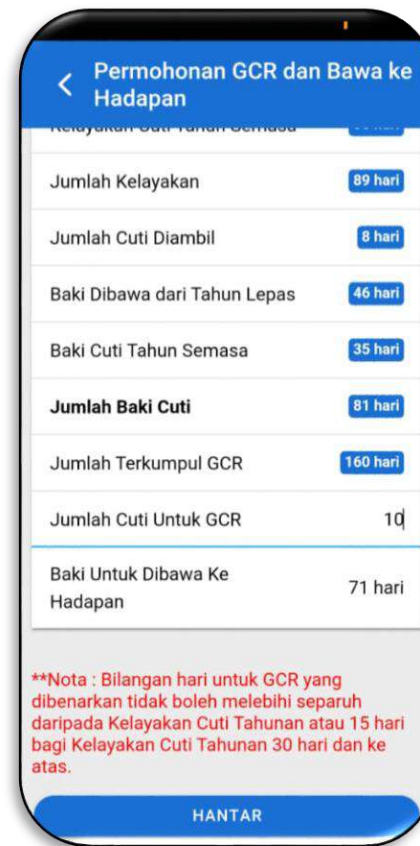 Permohonan GCR dan Bawa ke
Hadapan
Kelayakan Cuti Tahun Semasa
Jumlah Kelayakan 89 hari
Jumlah Cuti Diambil 8 hari
Baki Dibawa dari Tahun Lepas 46 hari
Baki Cuti Tahun Semasa 35 hari
Jumlah Baki Cuti 81 hari
Jumlah Terkumpul GCR 160 hari
Jumlah Cuti Untuk GCR 10
Baki Untuk Dibawa Ke
Hadapan 71 hari
**Nota : Bilangan hari untuk GCR yang
dibenarkan tidak boleh melebihi separuh
daripada Kelayakan Cuti Tahunan atau 15 hari
bagi Kelayakan Cuti Tahunan 30 hari dan ke
atas.
HANTAR